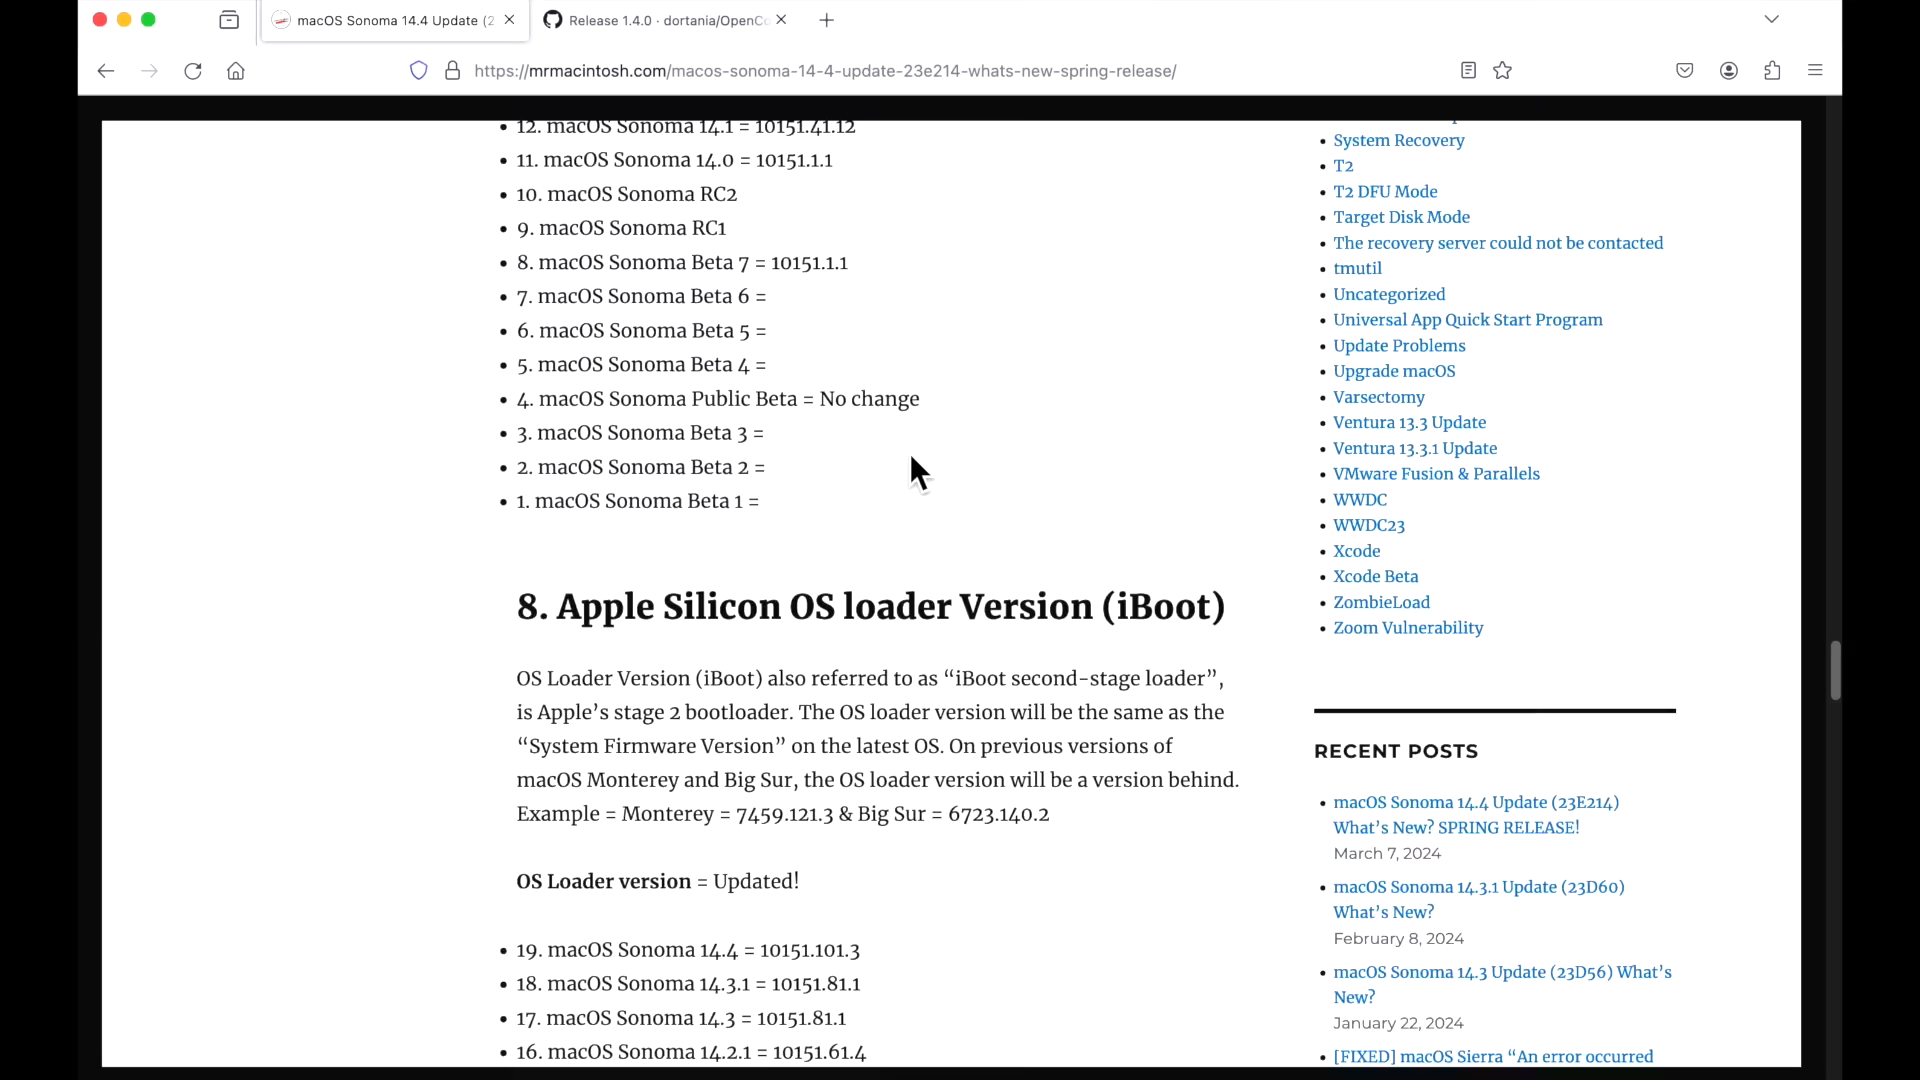 macOS Sonoma 14.4 Update (2
Release 1.4.0 · dortania/OpenCo
https://mrmacintosh.com/macos-sonoma-14-4-update-23e214-whats-new-spring-release/
• 12. macOS Sonoma 14.1 = 10151.41.12
• 11. macOS Sonoma 14.0 = 10151.1.1
• 10. macOS Sonoma RC2
• 9. macOS Sonoma RC1
• 8. macOS Sonoma Beta 7 = 10151.1.1
• 7. macOS Sonoma Beta 6 =
• 6. macOS Sonoma Beta 5 =
• 5. macOS Sonoma Beta 4 =
• 4. macOS Sonoma Public Beta = No change
• 3. macOS Sonoma Beta 3 =
• 2. macOS Sonoma Beta 2 =
• 1. macOS Sonoma Beta 1 =
8. Apple Silicon OS loader Version (iBoot)
OS Loader Version (iBoot) also referred to as “iBoot second-stage loader”,
is Apple’s stage 2 bootloader. The OS loader version will be the same as the
“System Firmware Version” on the latest OS. On previous versions of
macOS Monterey and Big Sur, the OS loader version will be a version behind.
Example = Monterey = 7459.121.3 & Big Sur = 6723.140.2
OS Loader version = Updated!
• 19. macOS Sonoma 14.4 = 10151.101.3
• 18. macOS Sonoma 14.3.1 = 10151.81.1
• 17. macOS Sonoma 14.3 = 10151.81.1
• 16. macOS Sonoma 14.2.1 = 10151.61.4
• System Recovery
• T2
• T2 DFU Mode
• Target Disk Mode
• The recovery server could not be contacted
• tmutil
• Uncategorized
• Universal App Quick Start Program
• Update Problems
• Upgrade macOS
• Varsectomy
• Ventura 13.3 Update
• Ventura 13.3.1 Update
• VMware Fusion & Parallels
• WWDC
• WWDC23
• Xcode
• Xcode Beta
• ZombieLoad
• Zoom Vulnerability
RECENT POSTS
• macOS Sonoma 14.4 Update (23E214)
What’s New? SPRING RELEASE!
March 7, 2024
• macOS Sonoma 14.3.1 Update (23D60)
What’s New?
February 8, 2024
• macOS Sonoma 14.3 Update (23D56) What’s
New?
January 22, 2024
• [FIXED] macOS Sierra “An error occurred